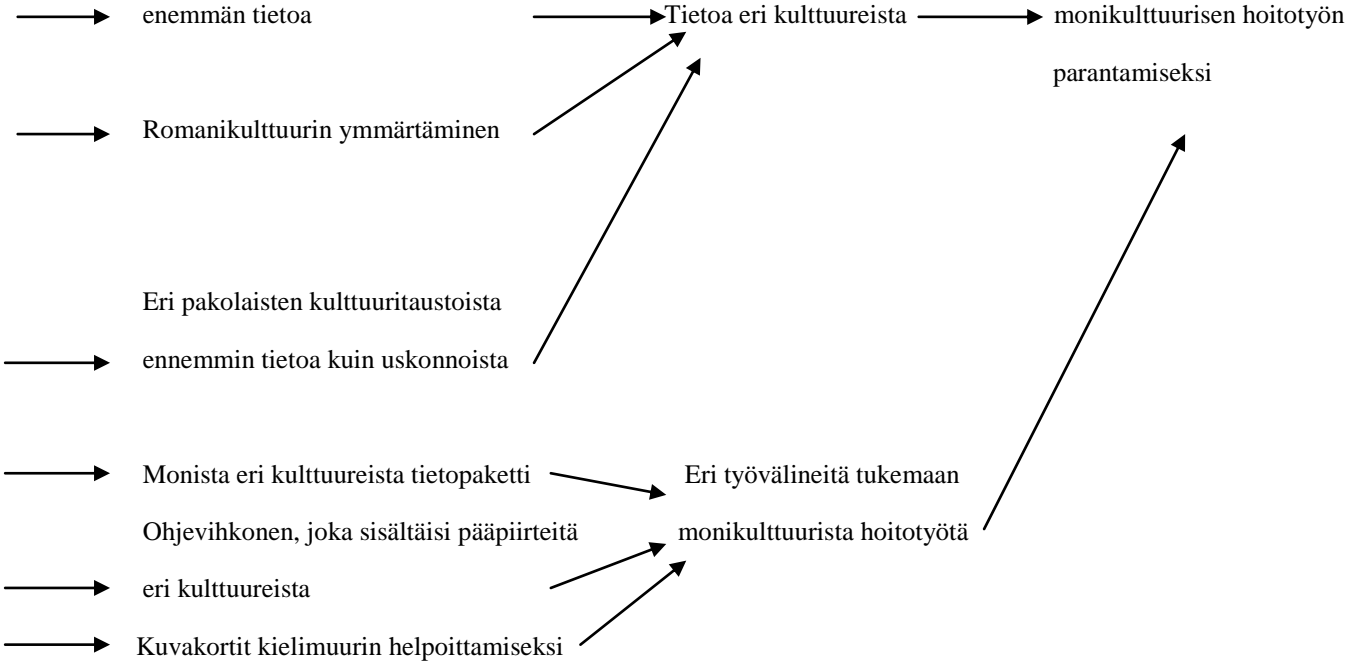 enemmän tietoa
Tietoa eri kulttuureista
monikulttuurisen hoitotyön
parantamiseksi
Romanikulttuurin ymmärtäminen
Eri pakolaisten kulttuuritaustoista
ennemmin tietoa kuin uskonnoista
Monista eri kulttuureista tietopaketti
Ohjevihkonen, joka sisältäisi pääpiirteitä
eri kulttuureista
Kuvakortit kielimuurin helpoittamiseksi
Eri työvälineitä tukemaan
monikulttuurista hoitotyötä